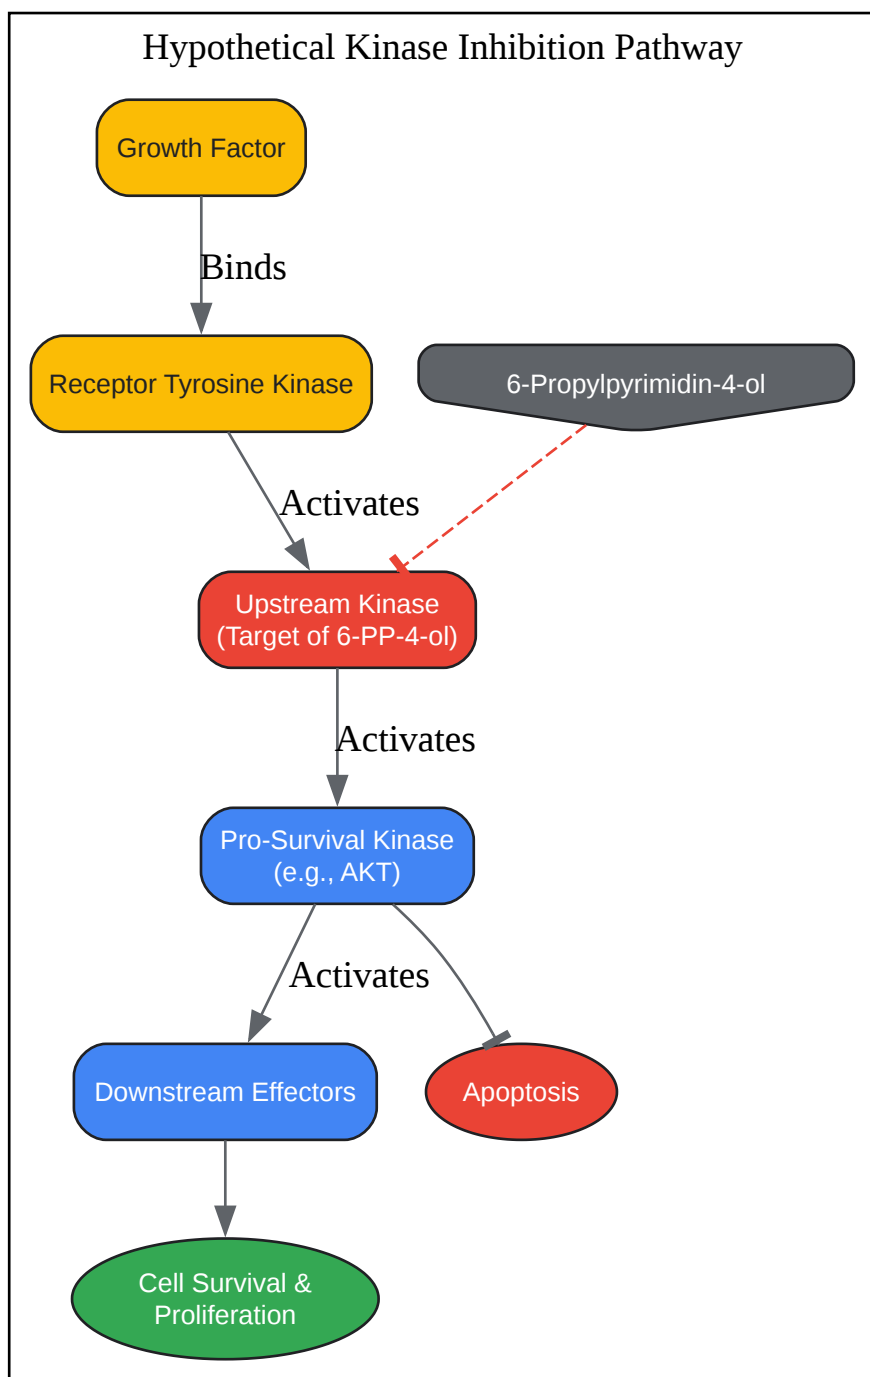 Hypothetical Kinase Inhibition Pathway
Growth Factor
Binds
Receptor Tyrosine Kinase
6-Propylpyrimidin-4-ol
Activates
Upstream Kinase
(Target of 6-PP-4-ol)
Activates
Pro-Survival Kinase
(e.g., AKT)
Activates
Downstream Effectors
Apoptosis
Cell Survival &
Proliferation